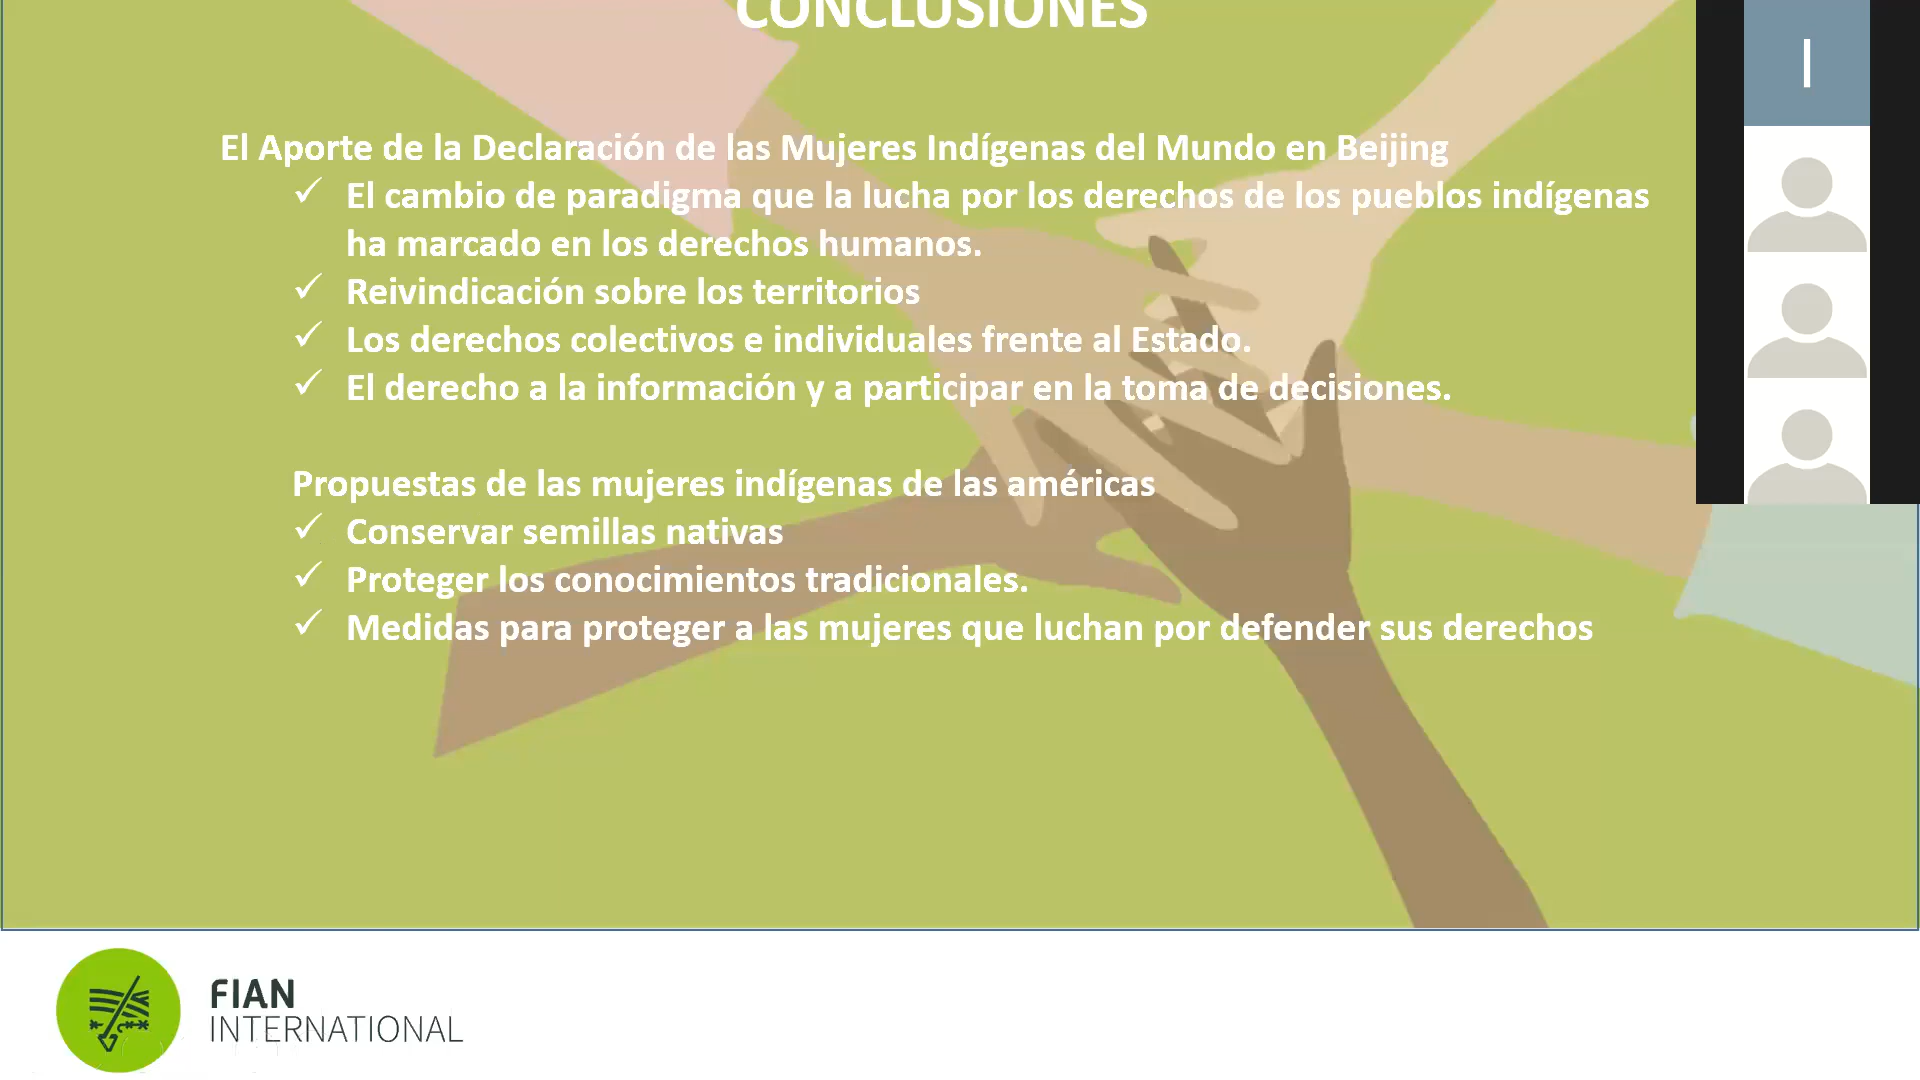 CONCLUSIONES
El Aporte de la Declaración de las Mujeres Indígenas del Mundo en Beijing
✓ El cambio de paradigma que la lucha por los derechos de los pueblos indígenas
ha marcado en los derechos humanos.
✓ Reivindicación sobre los territorios
✓ Los derechos colectivos e individuales frente al Estado.
✓ El derecho a la información y a participar en la toma de decisiones.
Propuestas de las mujeres indígenas de las américas
✓ Conservar semillas nativas
✓ Proteger los conocimientos tradicionales.
✓ Medidas para proteger a las mujeres que luchan por defender sus derechos
I
FIAN
INTERNATIONAL